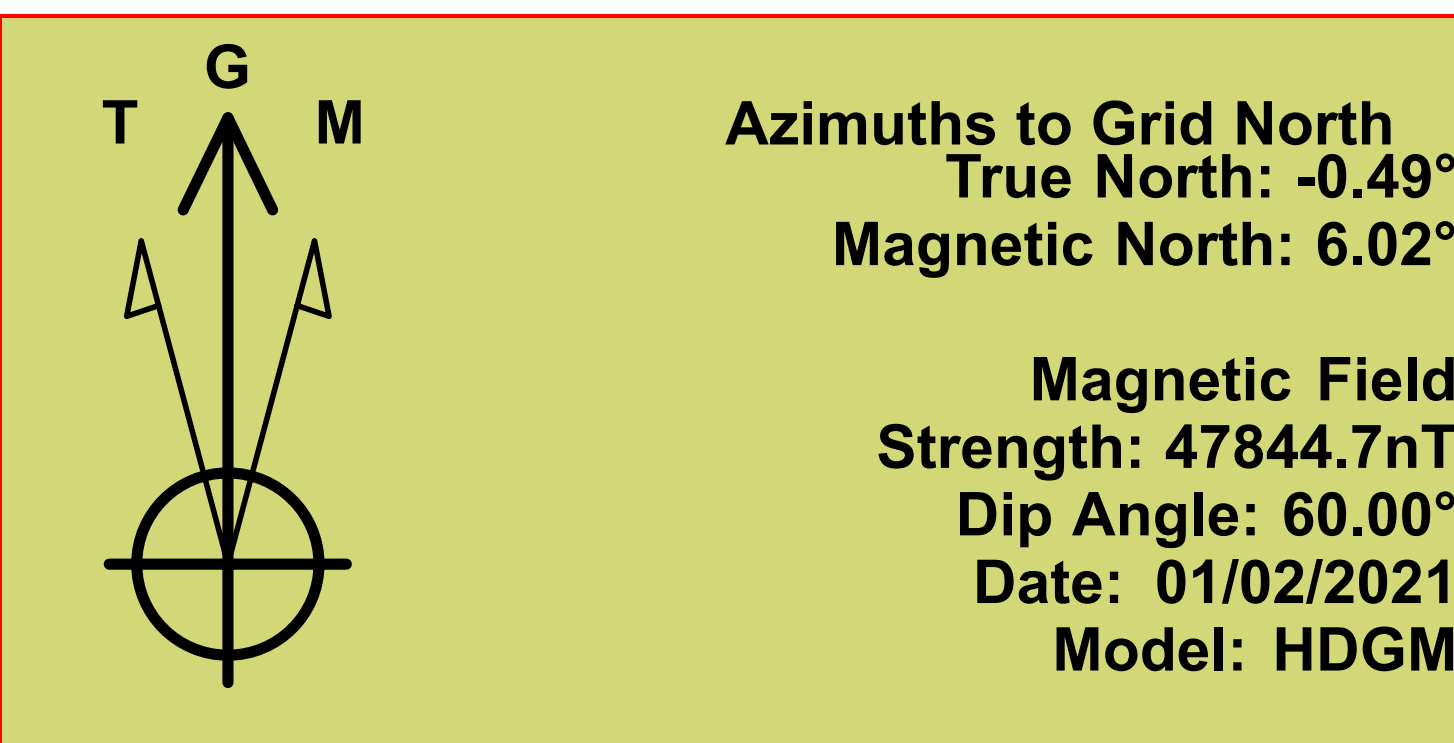 G
T M
Azimuths to Grid North
True North: -0.49°
Magnetic North: 6.02°
Magnetic Field
Strength: 47844.7nT
Dip Angle: 60.00°
Date: 01/02/2021
Model: HDGM